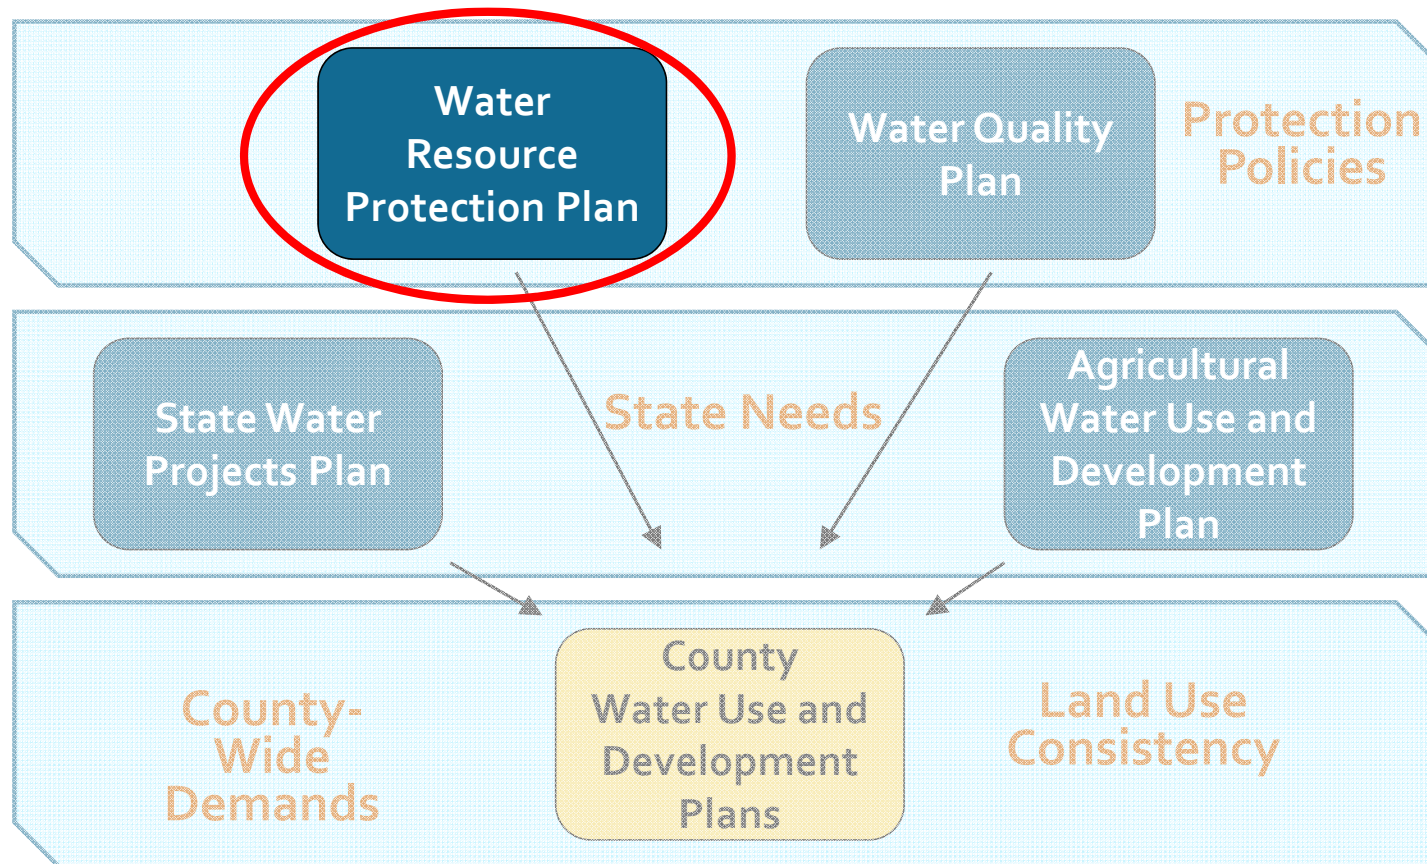 Water
Resource
Protection Plan
Water Quality
Plan
Protection
Policies
State Water
Projects Plan
State Needs
Agricultural
Water Use and
Development
Plan
County-
Wide
Demands
County
Water Use and
Development
Plans
Land Use
Consistency